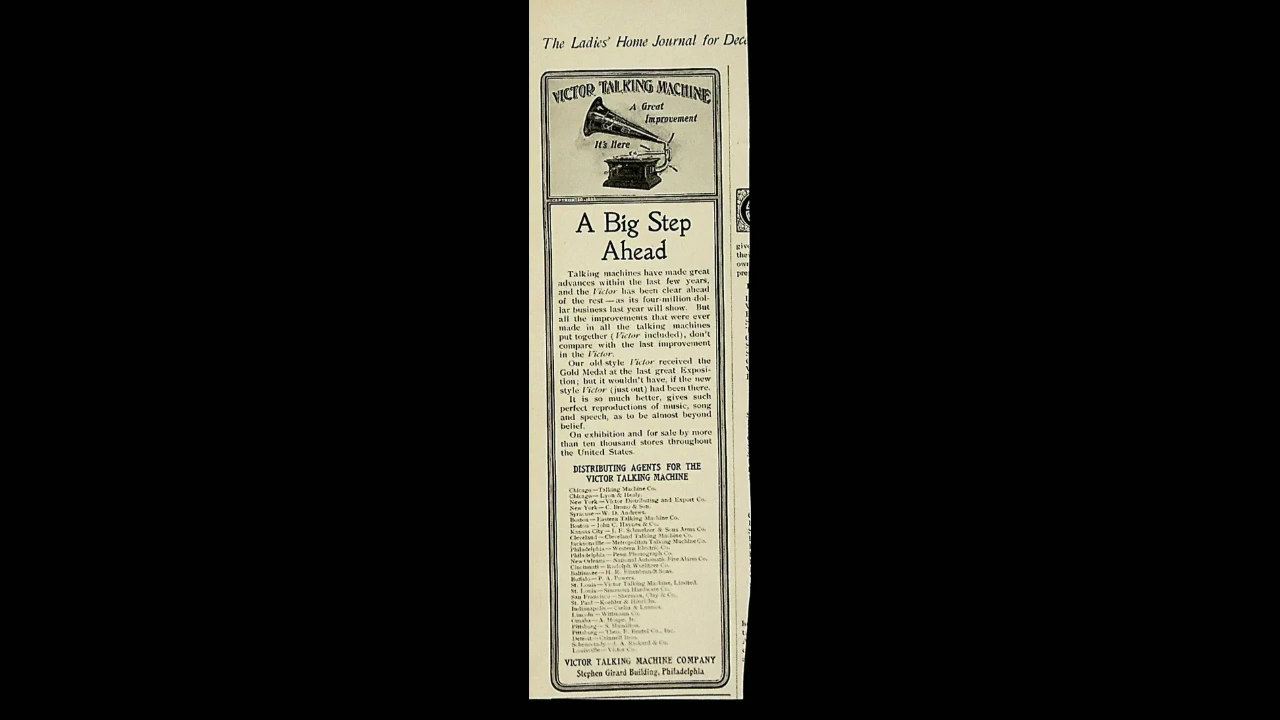 The Ladies' Home Journal for
VICTOR TALKING MACHINE
A Great
Improvement
It's Here
A Big Step
Ahead
Talking machines have made great
advances within the last few years,
and the Victor has been clear ahead
of the rest—as its four-million-dol-
lar business last year will show. But
all the improvements that were ever
made in all the talking machines
put together (Victor included), don't
compare with the last improvement
in the Victor.
Our old-style Victor received the
Gold Medal at the last great Exposi-
tion; but it wouldn't have, if the new
style Victor (just out) had been there.
It is so much better, gives such
perfect reproductions of music, song
and speech, as to be almost beyond
belief.
On exhibition and for sale by more
than ten thousand stores throughout
the United States.
DISTRIBUTING AGENTS FOR THE
VICTOR TALKING MACHINE
Chicago—Talking Machine Co.
Chicago—Lyon & Healy.
New York—Victor Distributing and Export Co.
New York—C. Bruno & Son.
Syracuse—W. D. Andrews.
Boston—Eastern Talking Machine Co.
Boston—John C. Haynes & Co.
Kansas City—J. F. Schmelzer & Sons Arms Co.
Cleveland—Cleveland Talking Machine Co.
Jacksonville—Metropolitan Talking Machine Co.
Philadelphia—Western Electric Co.
Philadelphia—Penn Phonograph Co.
New Orleans—National Automatic Fire Alarm Co.
Cincinnati—Rudolph Wurlitzer Co.
Baltimore—H. R. Eisenbrandt Sons.
Buffalo—P. A. Powers.
St. Louis—Victor Talking Machine, Limited.
St. Louis—Simmons Hardware Co.
San Francisco—Sherman, Clay & Co.
St. Paul—Koehler & Hinrichs.
Indianapolis—&
Lincoln—Co.
Omaha—A. Hospe, Jr.
Pittsburg—S. Hamilton.
Pittsburg—Theo. F. Bentel Co., Inc.
Detroit—Grinnell Bros.
Schenectady—J. A. Rickard & Co.
Louisville—Victor Co.
VICTOR TALKING MACHINE COMPANY
Stephen Girard Building, Philadelphia